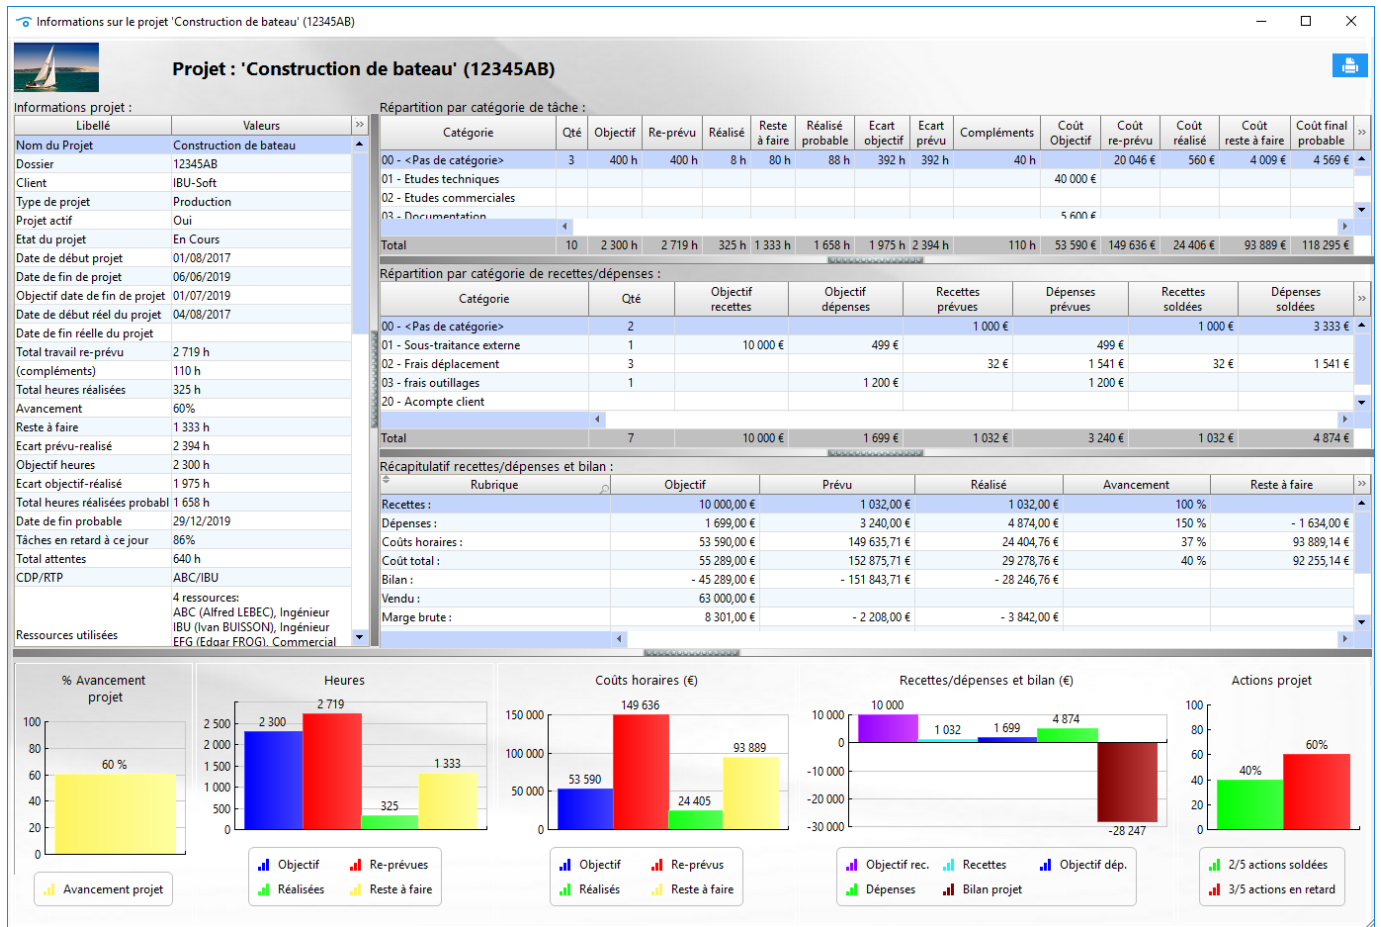 Informations sur le projet 'Construction de bateau' (12345AB)
Projet : 'Construction de bateau' (12345AB)
Informations projet :
Libellé Valeurs >>
Nom du Projet Construction de bateau
Dossier 12345AB
Client IBU-Soft
Type de projet Production
Projet actif Oui
Etat du projet En Cours
Date de début projet 01/08/2017
Date de fin de projet 06/06/2019
Objectif date de fin de projet 01/07/2019
Date de début réel du projet 04/08/2017
Date de fin réelle du projet
Total travail re-prévu 2 719 h
(compléments) 110 h
Total heures réalisées 325 h
Avancement 60%
Reste à faire 1 333 h
Ecart prévu-realisé 2 394 h
Objectif heures 2 300 h
Ecart objectif-réalisé 1 975 h
Total heures réalisées probabl 1 658 h
Date de fin probable 29/12/2019
Tâches en retard à ce jour 86%
Total attentes 640 h
CDP/RTP ABC/IBU
Ressources utilisées
4 ressources:
ABC (Alfred LEBEC), Ingénieur
IBU (Ivan BUISSON), Ingénieur
EFG (Edgar FROG), Commercial
Répartition par catégorie de tâche :
Catégorie Qté Objectif Re-prévu Réalisé Reste à faire Réalisé probable Ecart objectif Ecart prévu Compléments Coût Objectif Coût re-prévu Coût réalisé Coût reste à faire Coût final probable >>
00 - <Pas de catégorie> 3 400 h 400 h 8 h 80 h 88 h 392 h 392 h 40 h 20 046 € 560 € 4 009 € 4 569 €
01 - Etudes techniques 40 000 €
02 - Etudes commerciales
03 - Documentation 5 600 €
Total 10 2 300 h 2 719 h 325 h 1 333 h 1 658 h 1 975 h 2 394 h 110 h 53 590 € 149 636 € 24 406 € 93 889 € 118 295 €
Répartition par catégorie de recettes/dépenses :
Catégorie Qté Objectif recettes Objectif dépenses Recettes prévues Dépenses prévues Recettes soldées Dépenses soldées >>
00 - <Pas de catégorie> 2 1 000 € 1 000 € 3 333 €
01 - Sous-traitance externe 1 10 000 € 499 € 499 €
02 - Frais déplacement 3 32 € 1 541 € 32 € 1 541 €
03 - frais outillages 1 1 200 € 1 200 €
20 - Acompte client
Total 7 10 000 € 1 699 € 1 032 € 3 240 € 1 032 € 4 874 €
Récapitulatif recettes/dépenses et bilan :
Rubrique Objectif Prévu Réalisé Avancement Reste à faire >>
Recettes : 10 000,00 € 1 032,00 € 1 032,00 € 100 %
Dépenses : 1 699,00 € 3 240,00 € 4 874,00 € 150 % - 1 634,00 €
Coûts horaires : 53 590,00 € 149 635,71 € 24 404,76 € 37 % 93 889,14 €
Coût total : 55 289,00 € 152 875,71 € 29 278,76 € 40 % 92 255,14 €
Bilan : - 45 289,00 € - 151 843,71 € - 28 246,76 €
Vendu : 63 000,00 €
Marge brute : 8 301,00 € - 2 208,00 € - 3 842,00 €
% Avancement
projet
100
80
60 %
60
40
20
0
Avancement projet
Heures
2 719
2 500 2 300
2 000
1 500 1 333
1 000
500 325
0
Objectif Re-prévues
Réalisées Reste à faire
Coûts horaires (€)
149 636
150 000
100 000 93 889
53 590
50 000
24 405
0
Objectif Re-prévus
Réalisés Reste à faire
Recettes/dépenses et bilan (€)
10 000
10 000 1 032 1 699 4 874
0
-10 000
-20 000
-30 000
-28 247
Objectif rec. Recettes Objectif dép.
Dépenses Bilan projet
Actions projet
100
80
60%
60
40%
40
20
0
2/5 actions soldées
3/5 actions en retard